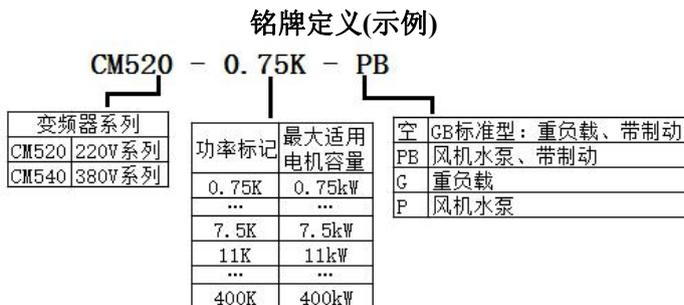 铭牌定义(示例)
CM520 - 0.75K - PB
变频器系列
CM520 220V系列
CM540 380V系列
功率标记 最大适用电机容量
0.75K 0.75kW
… …
7.5K 7.5kW
11K 11kW
… …
400K 400kW
空 GB标准型：重负载、带制动
PB 风机水泵、带制动
G 重负载
P 风机水泵